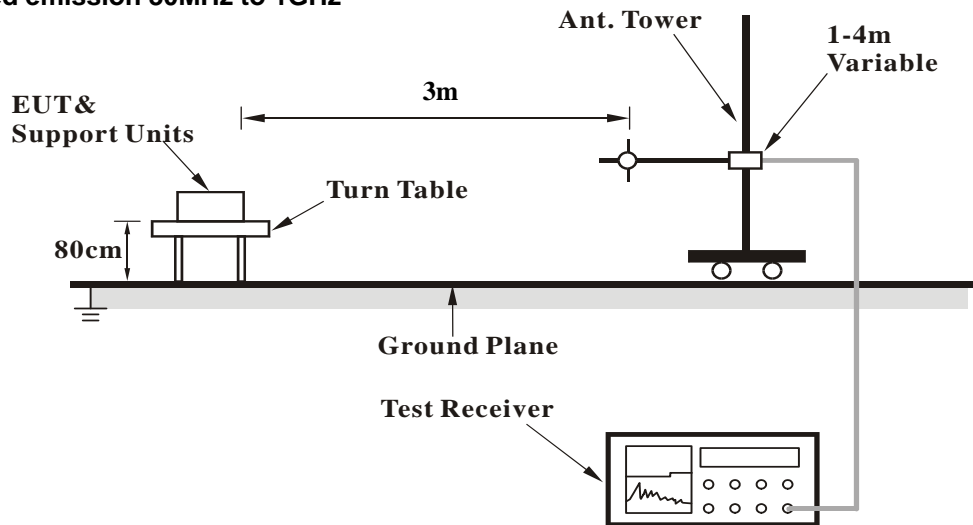 emission 30MHz to 1GHz
Ant. Tower
1-4m
Variable
3m
EUT&
Support Units
Turn Table
80cm
Ground Plane
Test Receiver